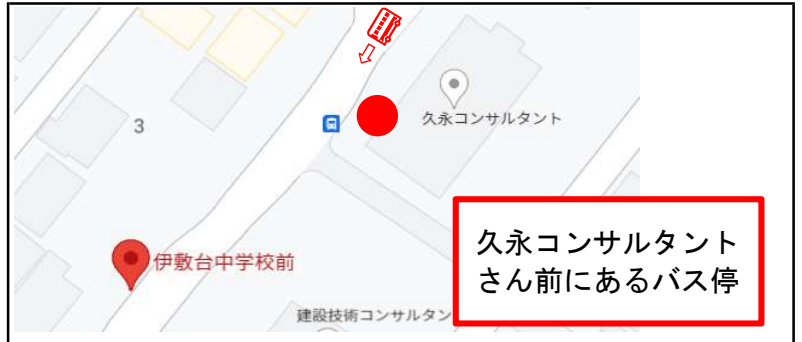 久永コンサルタント
3
伊敷台中学校前
久永コンサルタント
さん前にあるバス停
建設技術コンサルタン